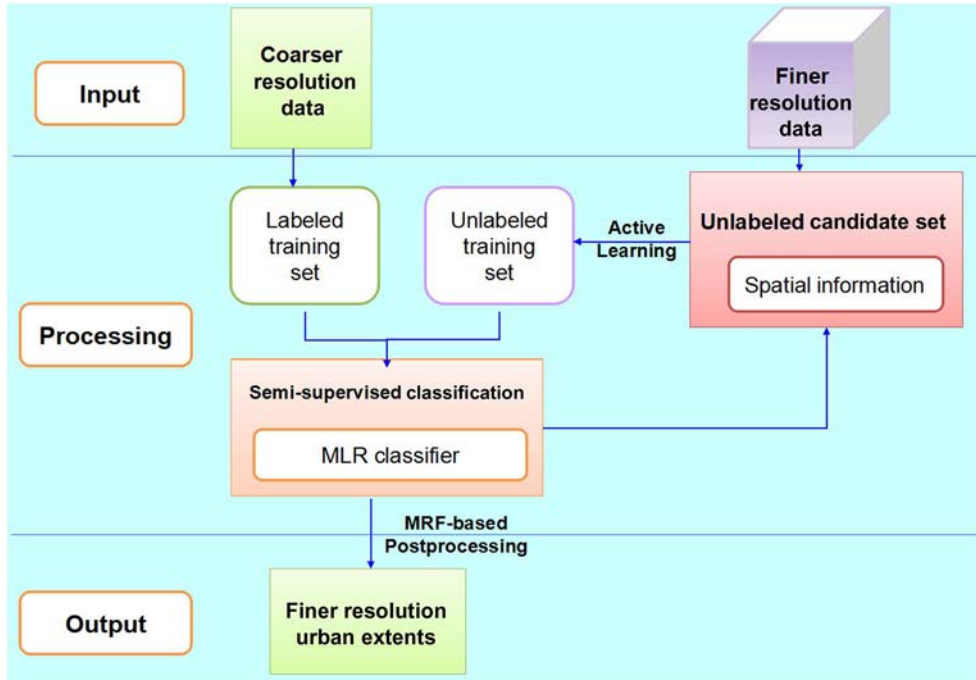 Input
Coarser
resolution
data
Finer
resolution
data
Processing
Labeled
training
set
Unlabeled
training
set
Active
Learning
Unlabeled candidate set
Spatial information
Semi-supervised classification
MLR classifier
MRF-based
Postprocessing
Output
Finer resolution
urban extents